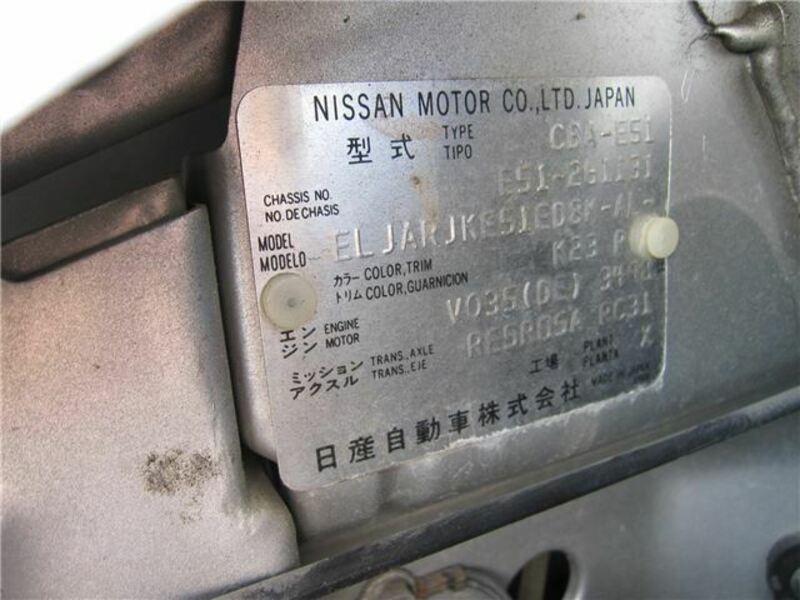 NISSAN MOTOR CO.,LTD. JAPAN
型式 TYPE TIPO CBA-E51
CHASSIS NO. NO. DE CHASIS E51-
MODEL MODELO
カラー COLOR, TRIM K23
トリム COLOR, GUARNICION
エンジン ENGINE MOTOR VQ35(DE)
ミッション TRANS., AXLE
アクスル TRANS., EJE RC31
工場 PLANT PLANTA X
MADE IN JAPAN
日産自動車株式会社